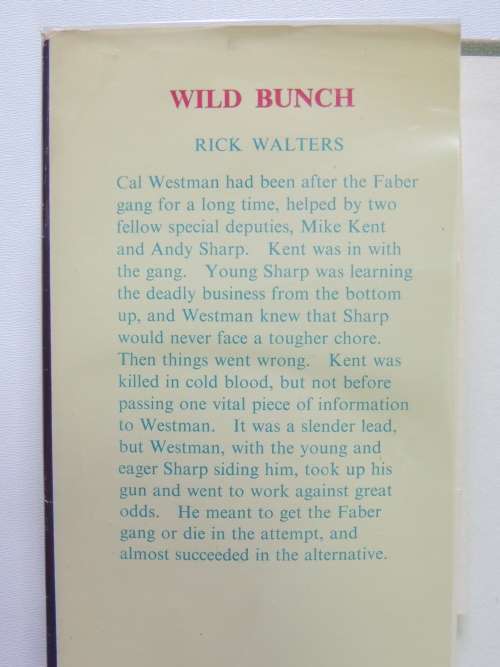 WILD BUNCH
RICK WALTERS
Cal Westman had been after the Faber
gang for a long time, helped by two
fellow special deputies, Mike Kent
and Andy Sharp. Kent was in with
the gang. Young Sharp was learning
the deadly business from the bottom
up, and Westman knew that Sharp
would never face a tougher chore.
Then things went wrong. Kent was
killed in cold blood, but not before
passing one vital piece of information
to Westman. It was a slender lead,
but Westman, with the young and
eager Sharp siding him, took up his
gun and went to work against great
odds. He meant to get the Faber
gang or die in the attempt, and
almost succeeded in the alternative.